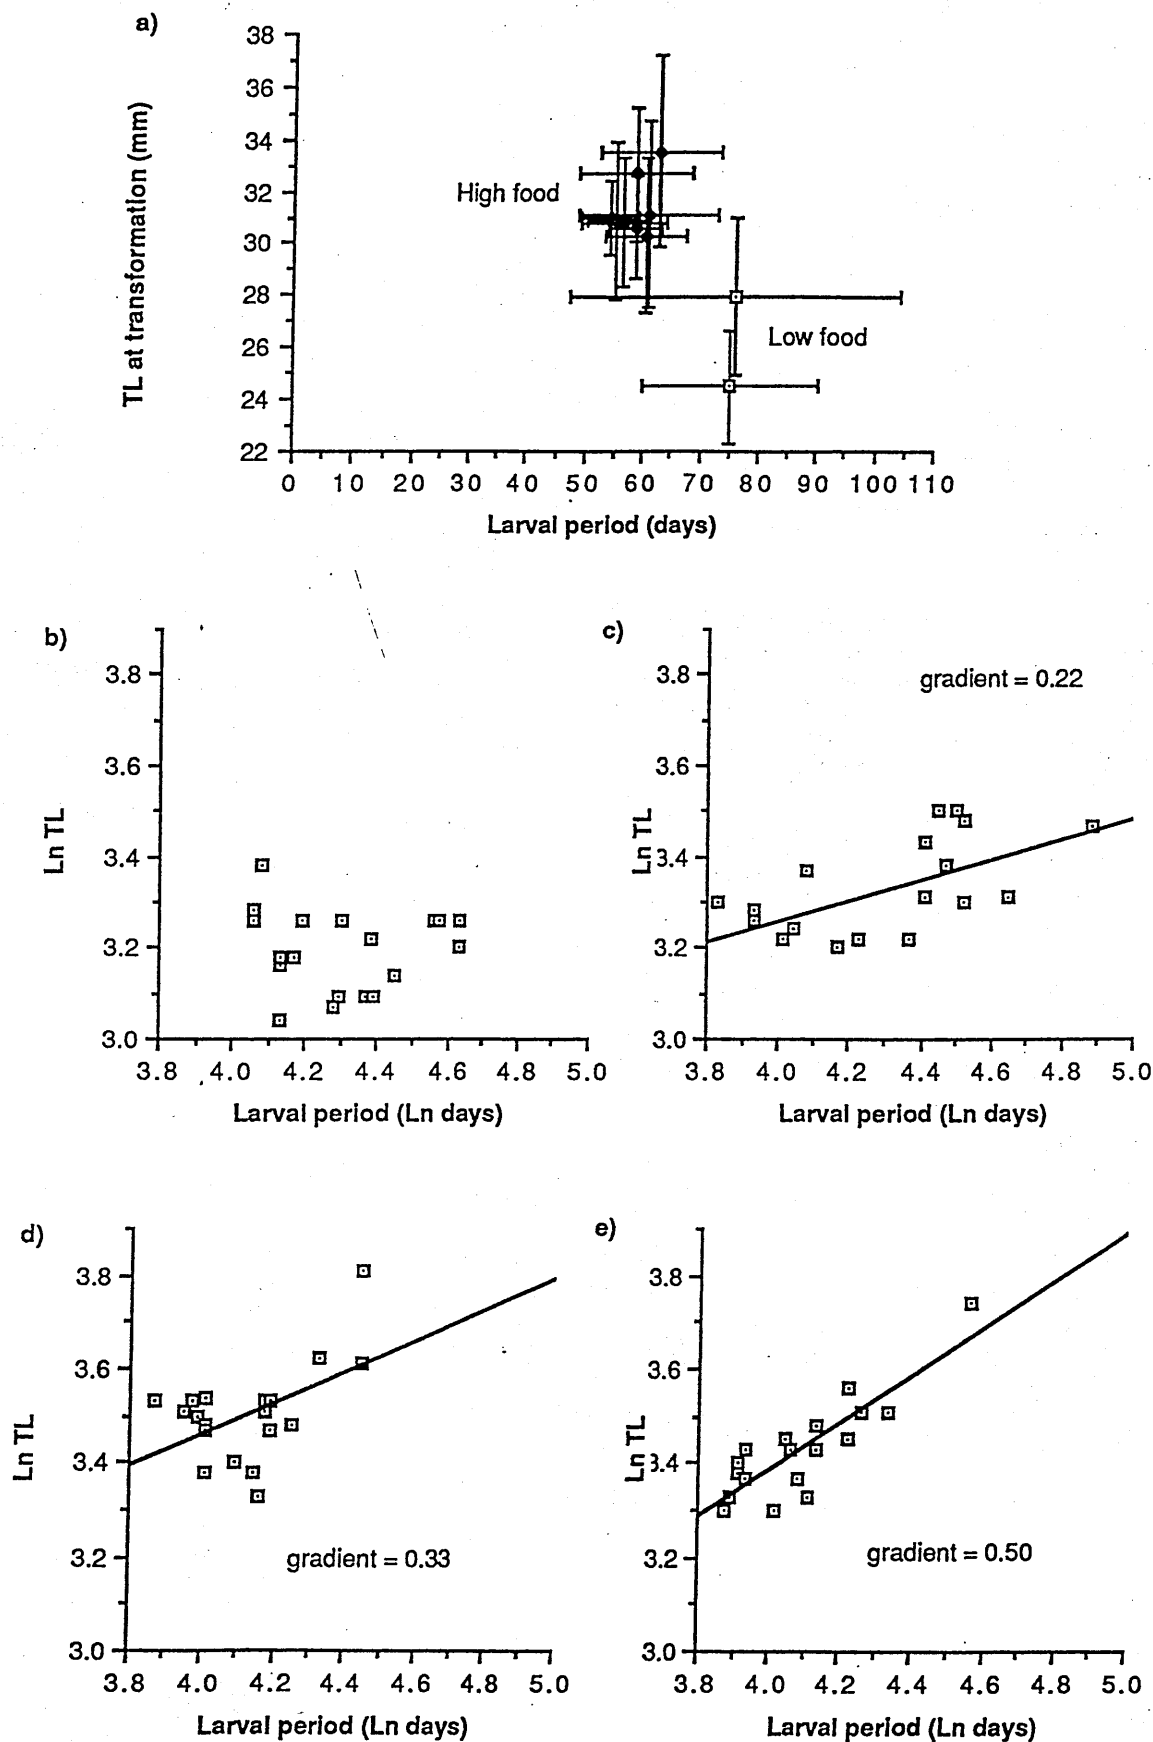 a)
38
36
34
32
30
28
26
24
22
TL at transformation (mm)
High food
Low food
0 10 20 30 40 50 60 70 80 90 100 110
Larval period (days)
b)
3.8
3.6
3.4
3.2
3.0
Ln TL
3.8 4.0 4.2 4.4 4.6 4.8 5.0
Larval period (Ln days)
c)
gradient = 0.22
3.8
3.6
3.4
3.2
3.0
Ln TL
3.8 4.0 4.2 4.4 4.6 4.8 5.0
Larval period (Ln days)
d)
3.8
3.6
3.4
3.2
3.0
Ln TL
gradient = 0.33
3.8 4.0 4.2 4.4 4.6 4.8 5.0
Larval period (Ln days)
e)
3.8
3.6
3.4
3.2
3.0
Ln TL
gradient = 0.50
3.8 4.0 4.2 4.4 4.6 4.8 5.0
Larval period (Ln days)